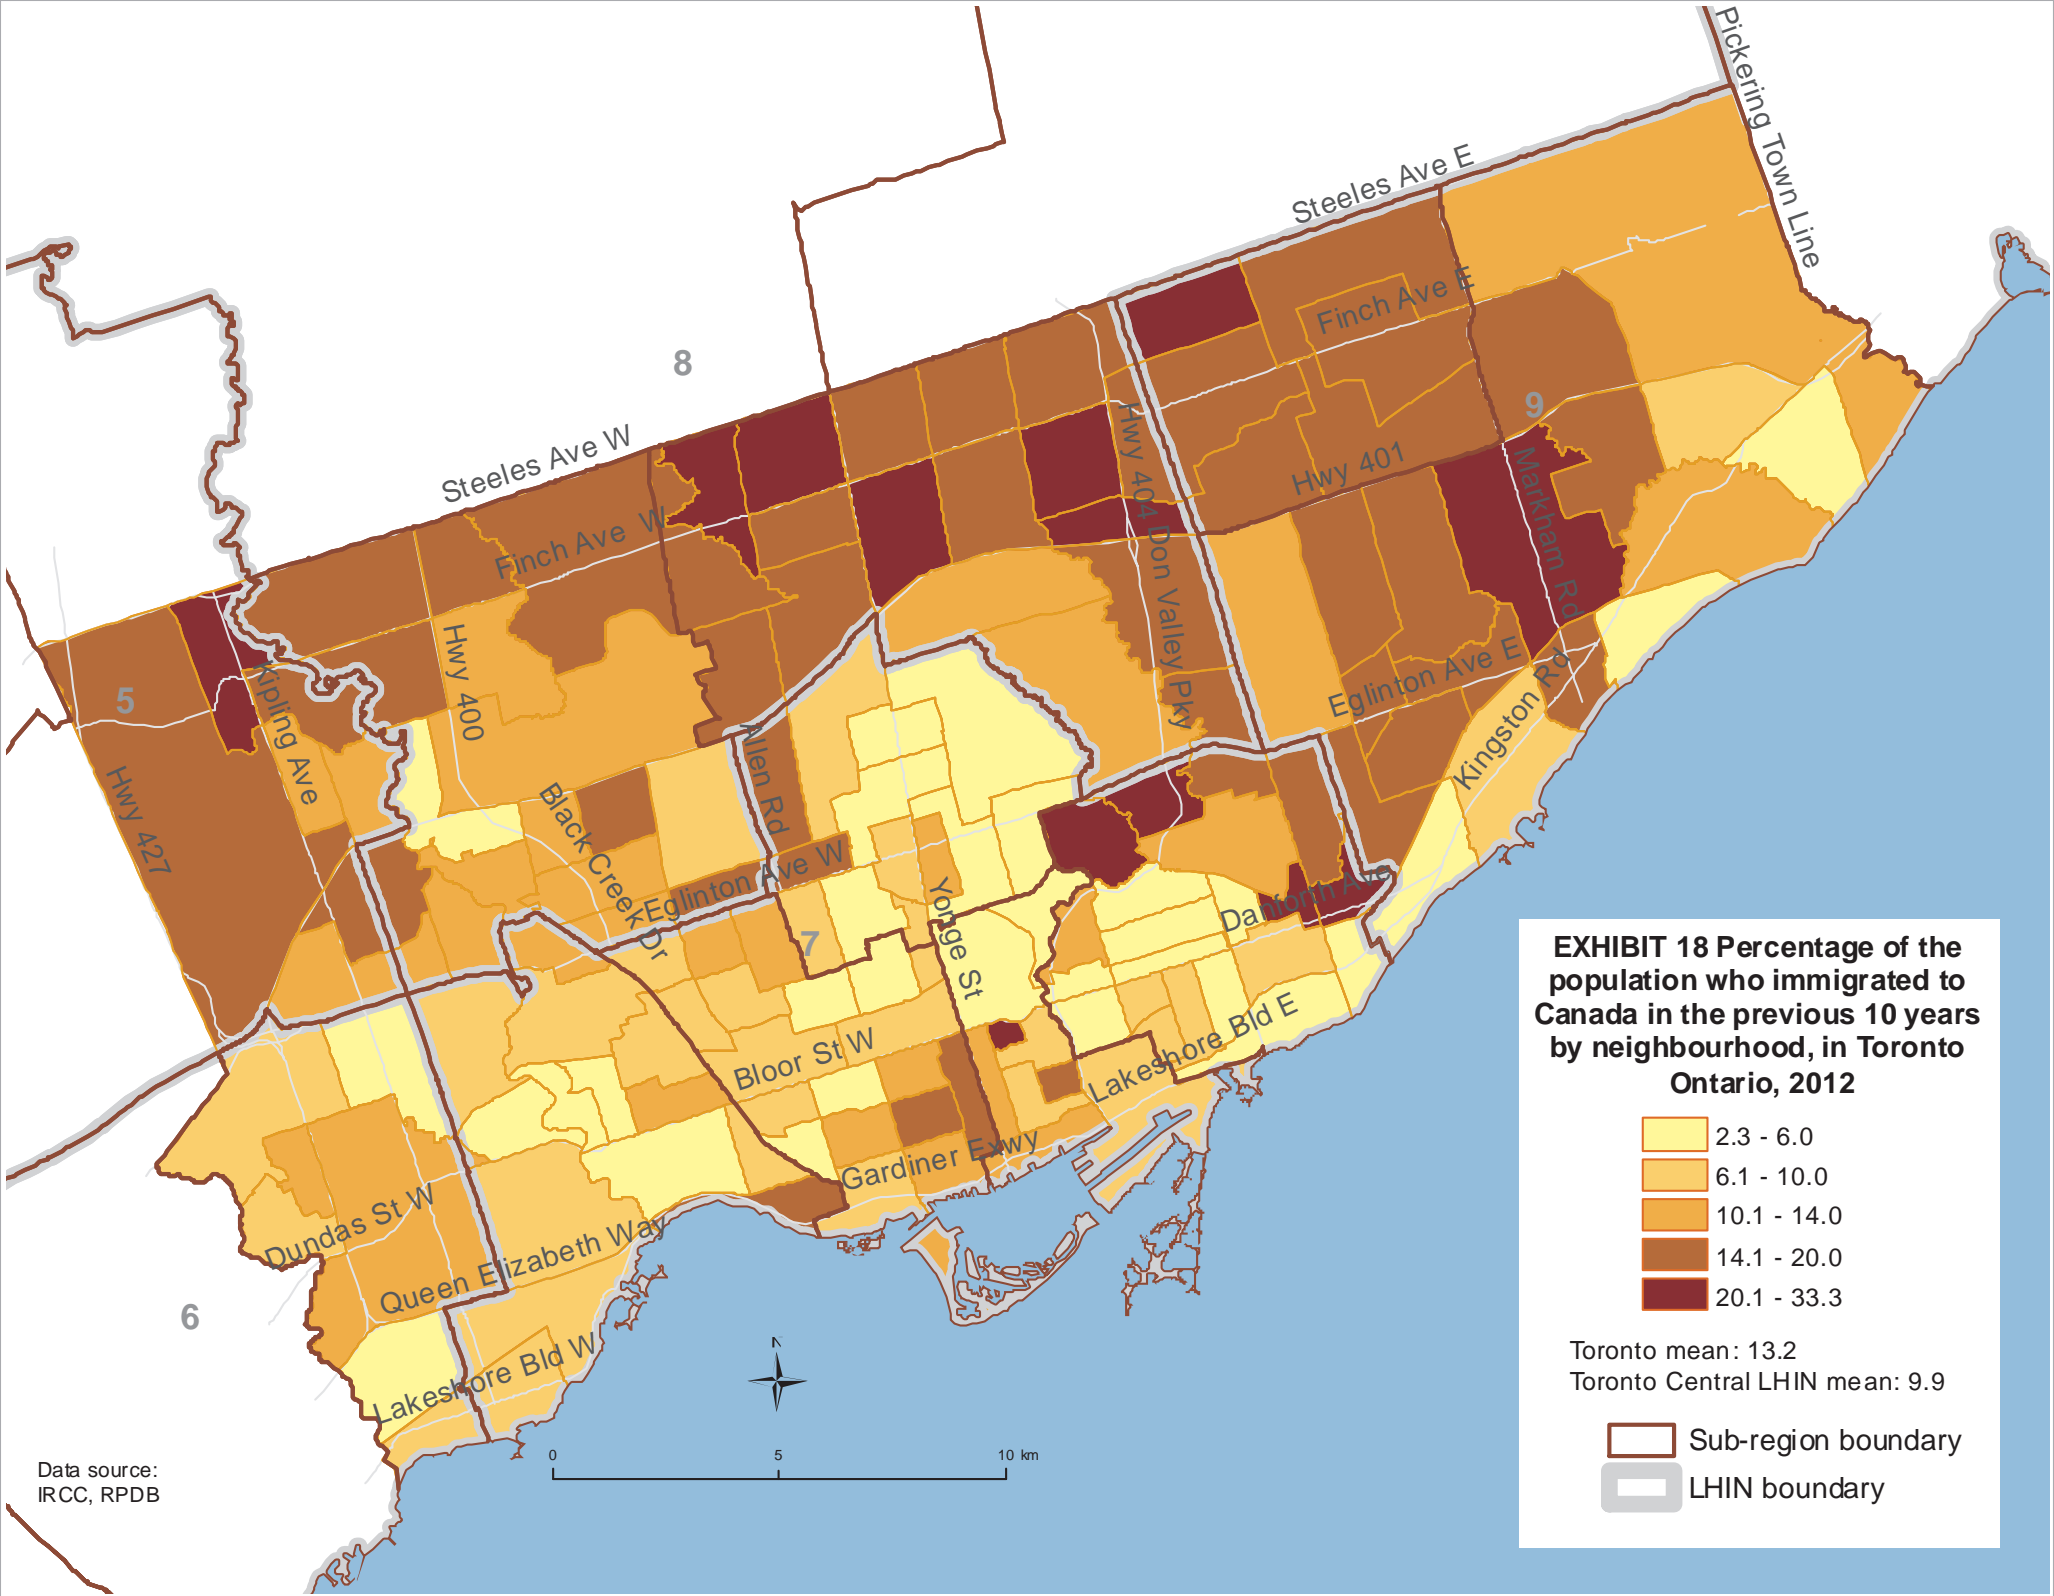 Pickering Town Line
Steeles Ave E
Finch Ave E
8
9
Steeles Ave W
Hwy 404
Hwy 401
Markham Rd
Finch Ave W
Don Valley Pky
5
Kipling Ave
Hwy 400
Eglinton Ave E
Kingston Rd
Allen Rd
Hwy 427
Black Creek Dr
Eglinton Ave W
Yonge St
Danforth Ave
7
Bloor St W
Lakeshore Bld E
Gardiner Exwy
Dundas St W
Queen Elizabeth Way
6
Lakeshore Bld W
N
0 5 10 km
Data source:
IRCC, RPDB
EXHIBIT 18 Percentage of the
population who immigrated to
Canada in the previous 10 years
by neighbourhood, in Toronto
Ontario, 2012
2.3 - 6.0
6.1 - 10.0
10.1 - 14.0
14.1 - 20.0
20.1 - 33.3
Toronto mean: 13.2
Toronto Central LHIN mean: 9.9
Sub-region boundary
LHIN boundary